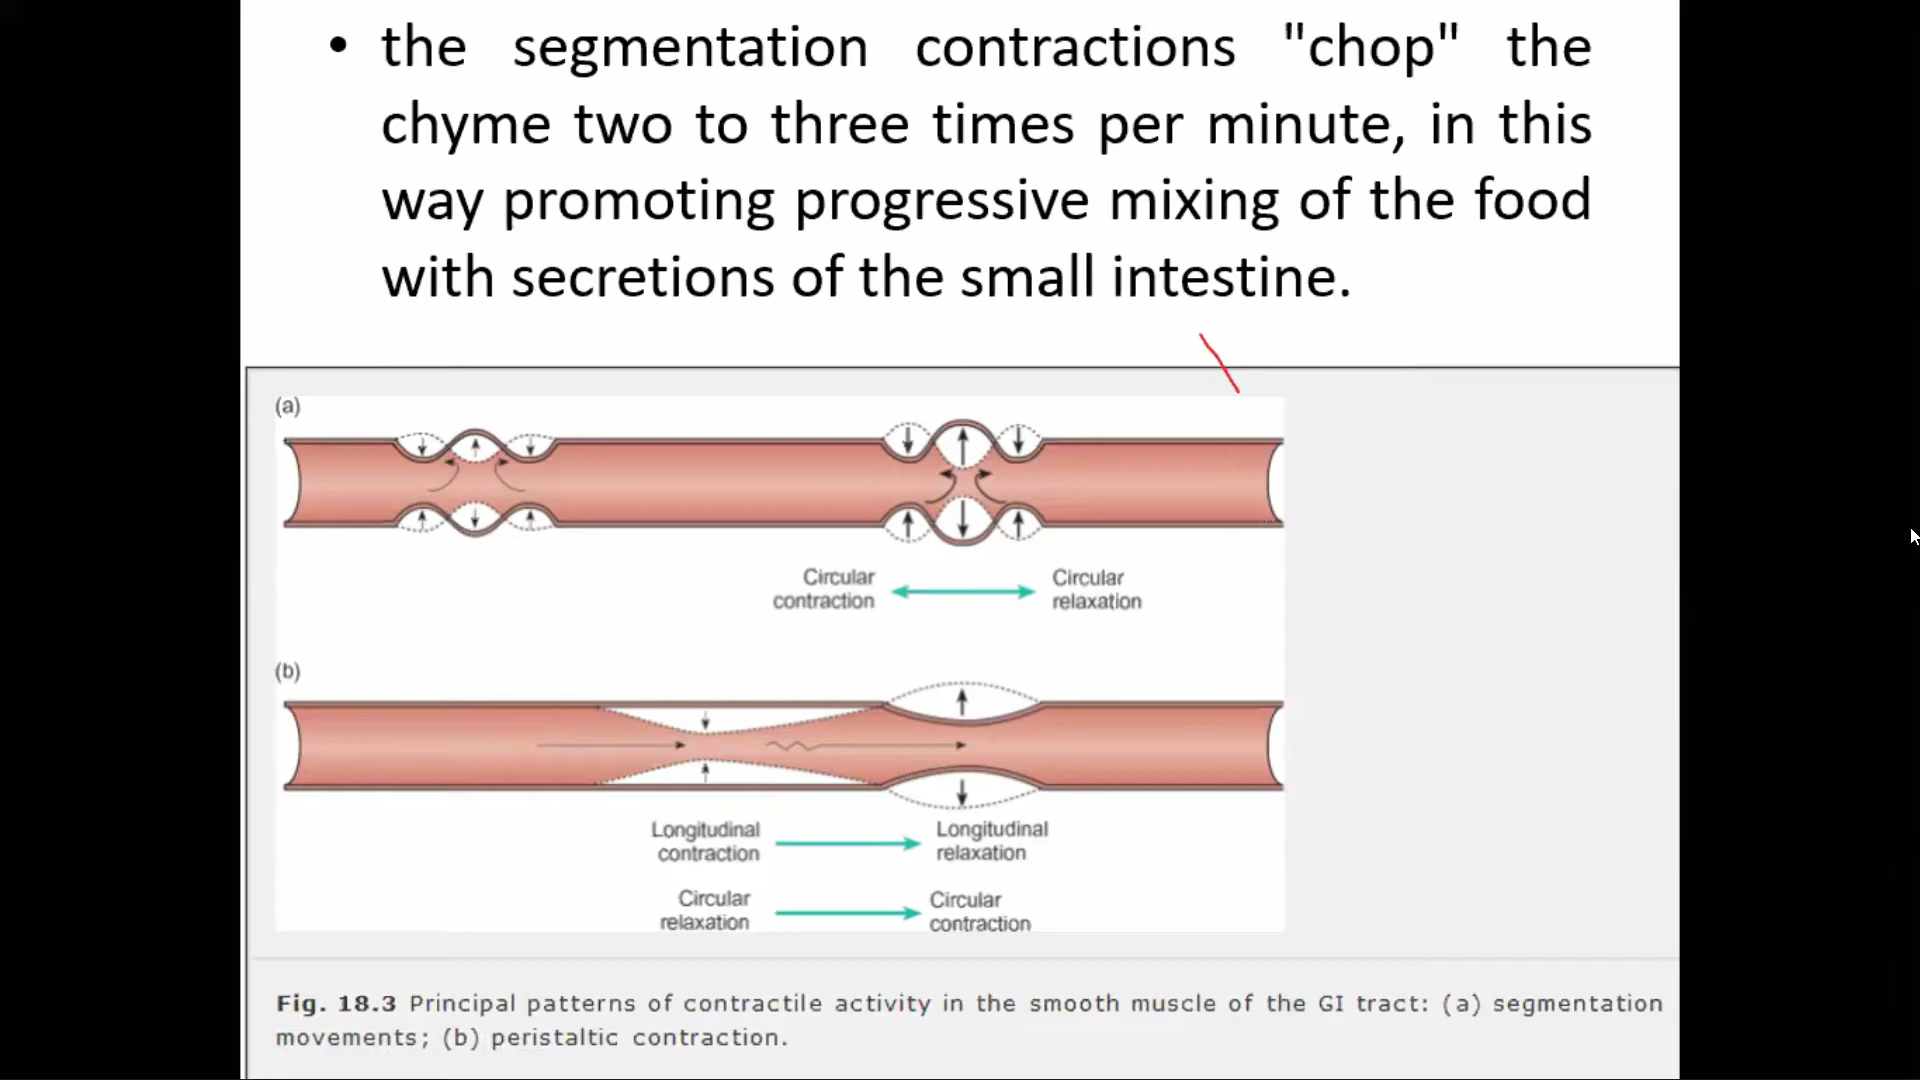 • the segmentation contractions "chop" the
chyme two to three times per minute, in this
way promoting progressive mixing of the food
with secretions of the small intestine.
(a)
Circular
contraction
Circular
relaxation
(b)
Longitudinal
contraction
Longitudinal
relaxation
Circular
relaxation
Circular
contraction
Fig. 18.3 Principal patterns of contractile activity in the smooth muscle of the GI tract: (a) segmentation
movements; (b) peristaltic contraction.